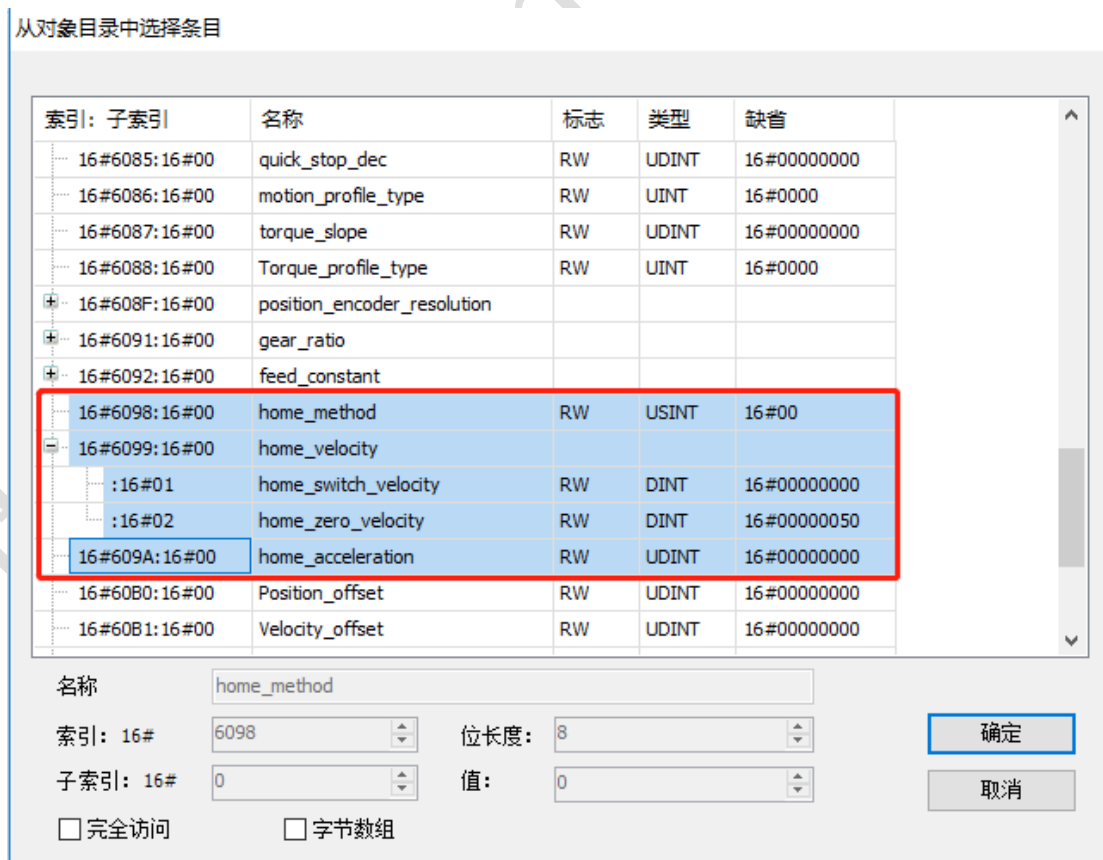 从对象目录中选择条目
索引: 子索引 名称 标志 类型 缺省
16#6085:16#00 quick_stop_dec RW UDINT 16#00000000
16#6086:16#00 motion_profile_type RW UINT 16#0000
16#6087:16#00 torque_slope RW UDINT 16#00000000
16#6088:16#00 Torque_profile_type RW UINT 16#0000
16#608F:16#00 position_encoder_resolution
16#6091:16#00 gear_ratio
16#6092:16#00 feed_constant
16#6098:16#00 home_method RW USINT 16#00
16#6099:16#00 home_velocity
:16#01 home_switch_velocity RW DINT 16#00000000
:16#02 home_zero_velocity RW DINT 16#00000050
16#609A:16#00 home_acceleration RW UDINT 16#00000000
16#60B0:16#00 Position_offset RW UDINT 16#00000000
16#60B1:16#00 Velocity_offset RW UDINT 16#00000000
名称 home_method
索引: 16# 6098 位长度: 8 确定
子索引: 16# 0 值: 0 取消
完全访问 字节数组